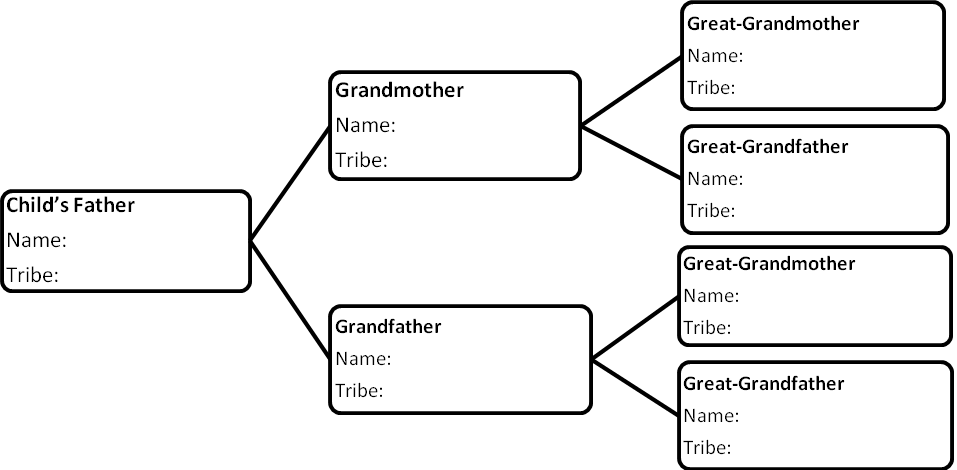 Child’s Father
Name:
Tribe:
Grandmother
Name:
Tribe:
Grandfather
Name:
Tribe:
Great-Grandmother
Name:
Tribe:
Great-Grandfather
Name:
Tribe:
Great-Grandmother
Name:
Tribe:
Great-Grandfather
Name:
Tribe: